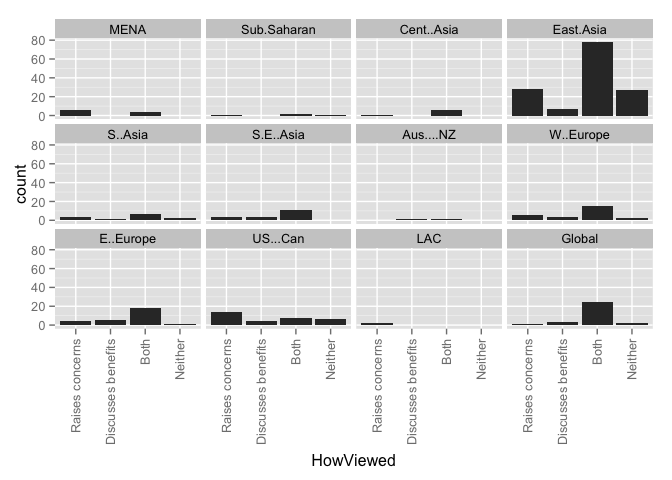 MENA Sub.Saharan Cent..Asia East.Asia
80
60
40
20
0
S..Asia S.E..Asia Aus....NZ W..Europe
80
60
40
20
0
count
E..Europe US...Can LAC Global
80
60
40
20
0
Raises concerns Discusses benefits Both Neither Raises concerns Discusses benefits Both Neither Raises concerns Discusses benefits Both Neither Raises concerns Discusses benefits Both Neither
HowViewed